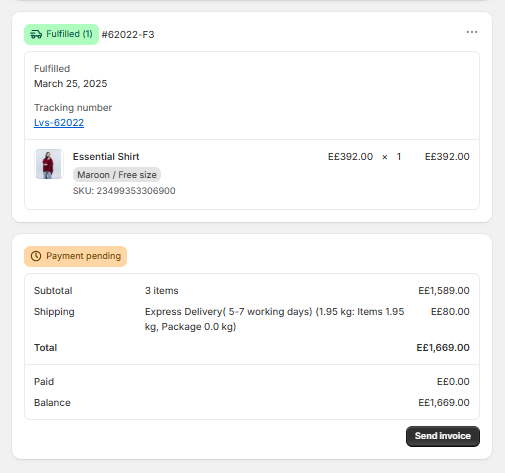 Fulfilled (1) #62022-F3
Fulfilled
March 25, 2025
Tracking number
Lvs-62022
Essential Shirt E£392.00 × 1 E£392.00
Maroon / Free size
SKU: 23499353306900
Payment pending
Subtotal 3 items E£1,589.00
Shipping Express Delivery( 5-7 working days) (1.95 kg: Items 1.95 E£80.00
kg, Package 0.0 kg)
Total E£1,669.00
Paid E£0.00
Balance E£1,669.00
Send invoice